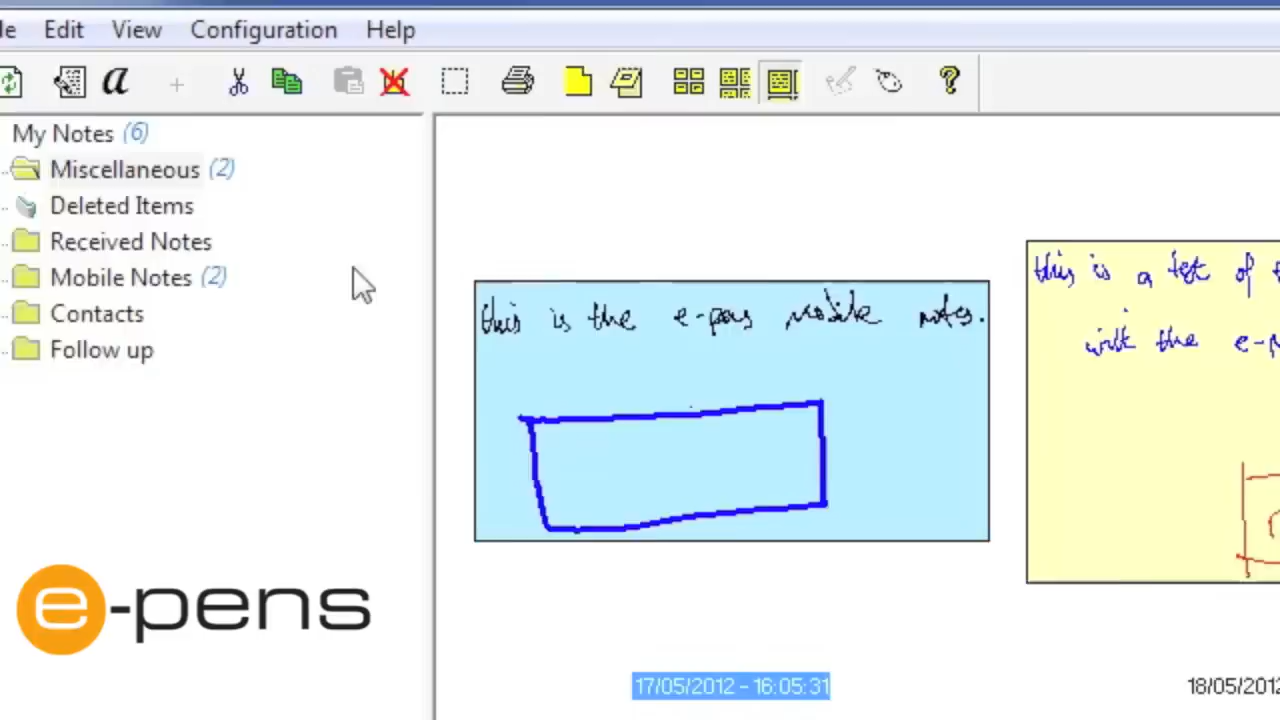 le Edit View Configuration Help
My Notes (6)
Miscellaneous (2)
Deleted Items
Received Notes
Mobile Notes (2)
Contacts
Follow up
e-pens
this is the e-pens mobile notes.
17/05/2012 - 16:05:31
this is a test of t
with the e-p
18/05/2012